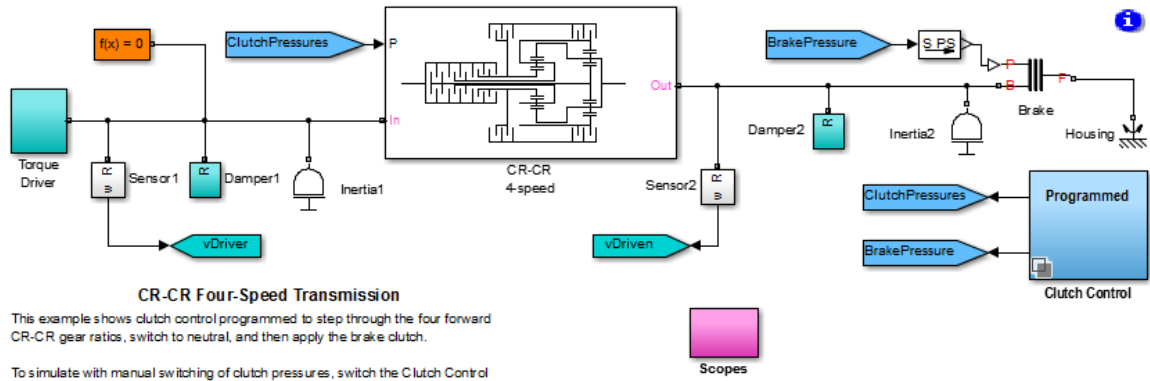 f(x) = 0
ClutchPressures
P
BrakePressure
S PS
P
B
F
Brake
Out
In
R
Damper2
Inertia2
Housing
Torque
Driver
w R
Sensor1
R
Damper1
Inertia1
CR-CR
4-speed
Sensor2
w R
ClutchPressures
Programmed
vDriver
vDriven
BrakePressure
Clutch Control
CR-CR Four-Speed Transmission
This example shows clutch control programmed to step through the four forward
CR-CR gear ratios, switch to neutral, and then apply the brake clutch.
Scopes
To simulate with manual switching of clutch pressures, switch the Clutch Control